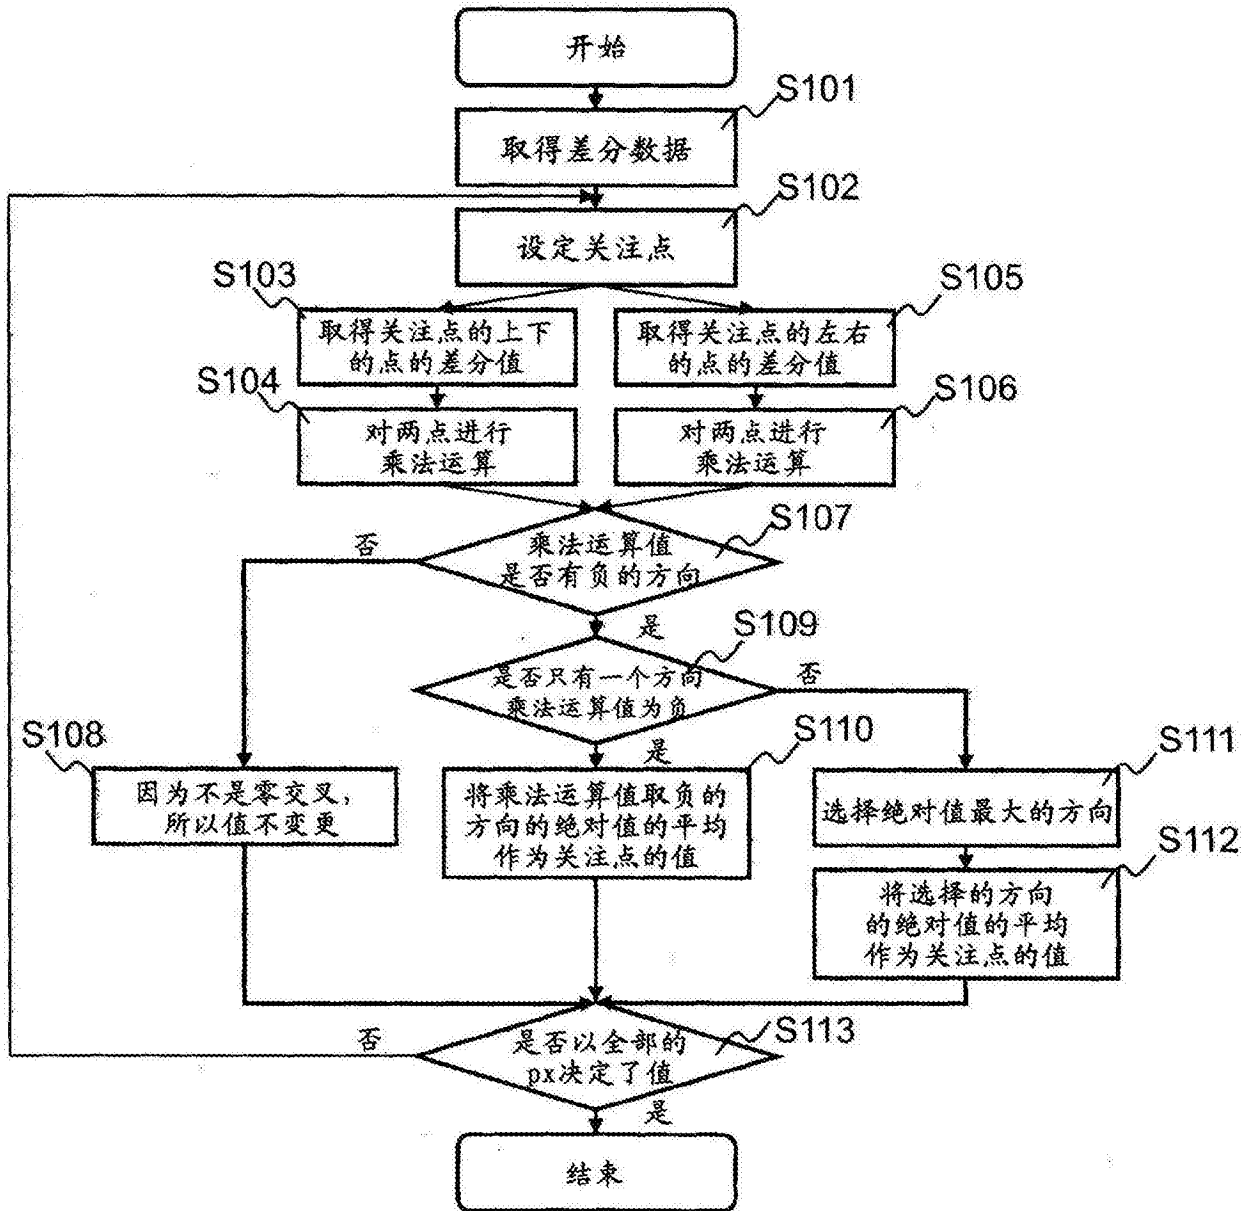 开始
S101
取得差分数据
S102
设定关注点
S103
取得关注点的上下
的点的差分值
S105
取得关注点的左右
的点的差分值
S104
对两点进行
乘法运算
S106
对两点进行
乘法运算
S107
乘法运算值
是否有负的方向
否
是
S109
是否只有一个方向
乘法运算值为负
否
是
S108
因为不是零交叉，
所以值不变更
S110
将乘法运算值取负的
方向的绝对值的平均
作为关注点的值
S111
选择绝对值最大的方向
S112
将选择的方向
的绝对值的平均
作为关注点的值
S113
是否以全部的
px决定了值
否
是
结束